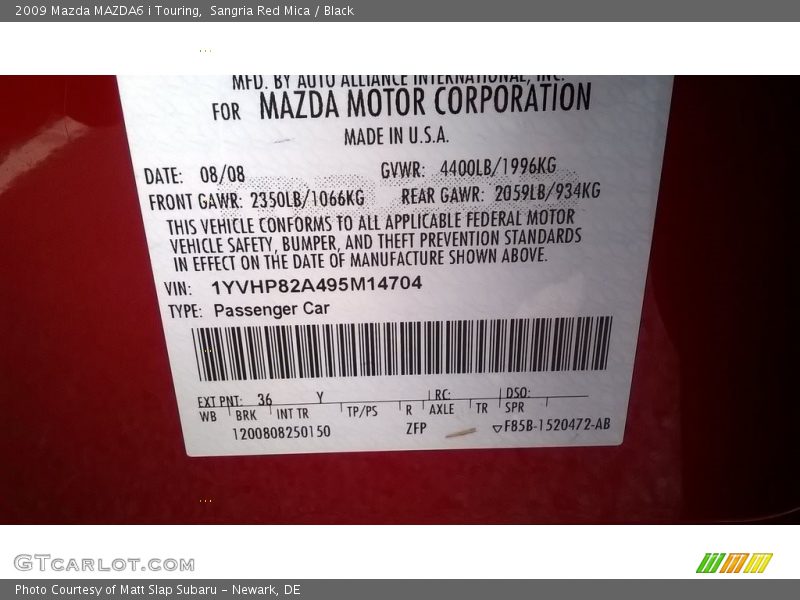 2009 Mazda MAZDA6 i Touring,  Sangria Red Mica / Black
MFD. BY AUTO ALLIANCE INTERNATIONAL, INC.
FOR MAZDA MOTOR CORPORATION
MADE IN U.S.A.
DATE: 08/08 GVWR: 4400LB/1996KG
FRONT GAWR: 2350LB/1066KG REAR GAWR: 2059LB/934KG
THIS VEHICLE CONFORMS TO ALL APPLICABLE FEDERAL MOTOR
VEHICLE SAFETY, BUMPER, AND THEFT PREVENTION STANDARDS
IN EFFECT ON THE DATE OF MANUFACTURE SHOWN ABOVE.
VIN: 1YVHP82A495M14704
TYPE: Passenger Car
EXT PNT: 36 Y RC: DSO:
WB BRK INT TR TP/PS R AXLE TR SPR
1200808250150 ZFP ▽F85B-1520472-AB
GTCARLOT.COM
Photo Courtesy of Matt Slap Subaru - Newark, DE